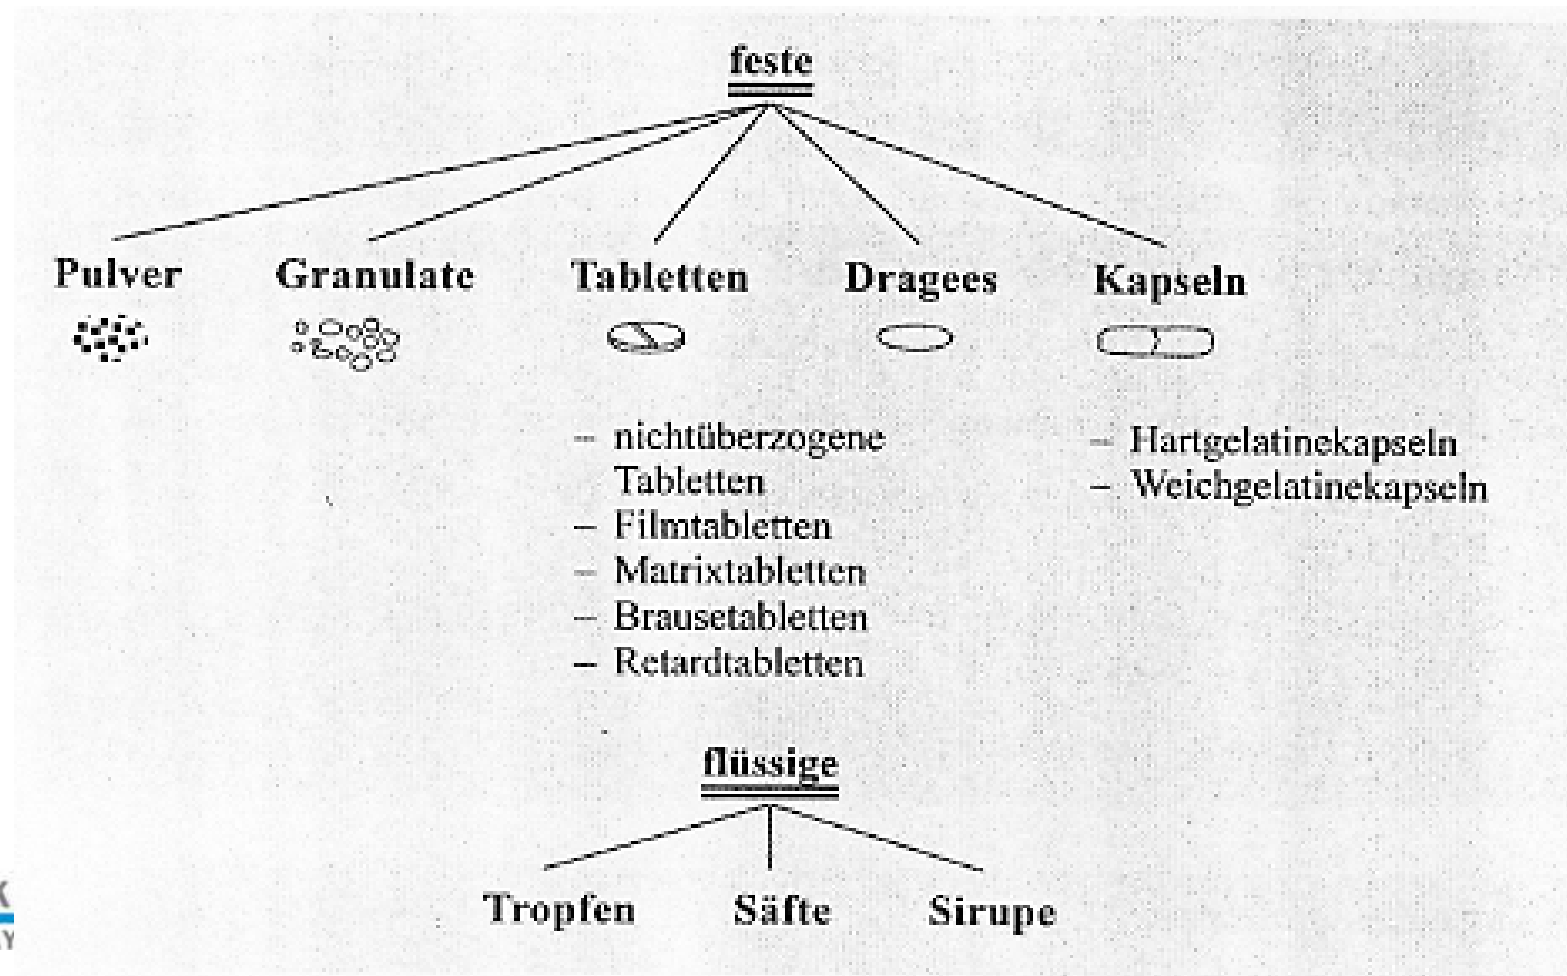 feste
Pulver Granulate Tabletten Dragees Kapseln
– nichtüberzogene
Tabletten
– Filmtabletten
– Matrixtabletten
– Brausetabletten
– Retardtabletten
– Hartgelatinekapseln
– Weichgelatinekapseln
flüssige
Tropfen Säfte Sirupe